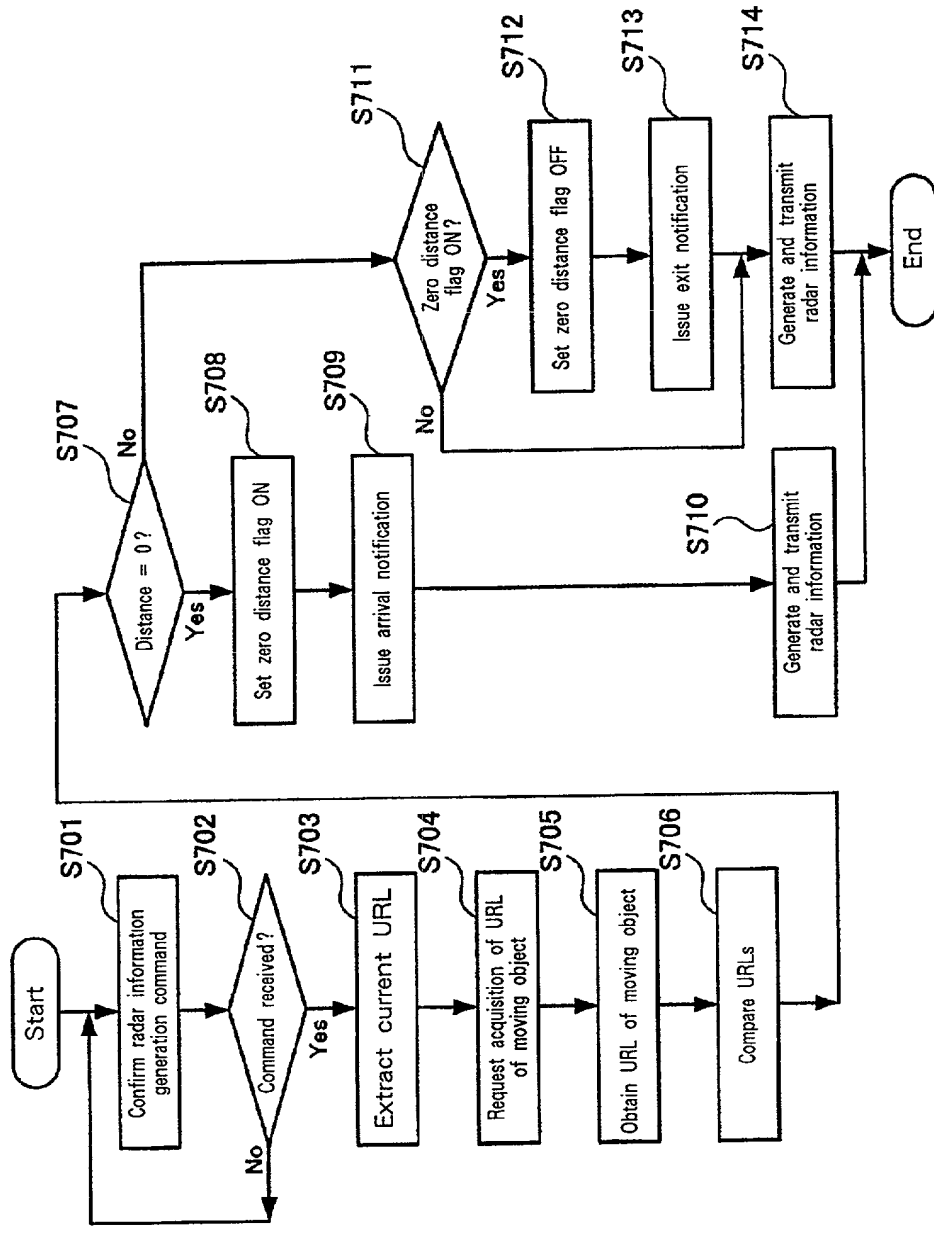 Start
S701
Confirm radar information
generation command
S702
Command received?
No
Yes
S703
Extract current URL
S704
Request acquisition of URL
of moving object
S705
Obtain URL of moving object
S706
Compare URLs
S707
Distance = 0?
No
Yes
S708
Set zero distance flag ON
S709
Issue arrival notification
S710
Generate and transmit
radar information
S711
Zero distance
flag ON?
No
Yes
S712
Set zero distance flag OFF
S713
Issue exit notification
S714
Generate and transmit
radar information
End